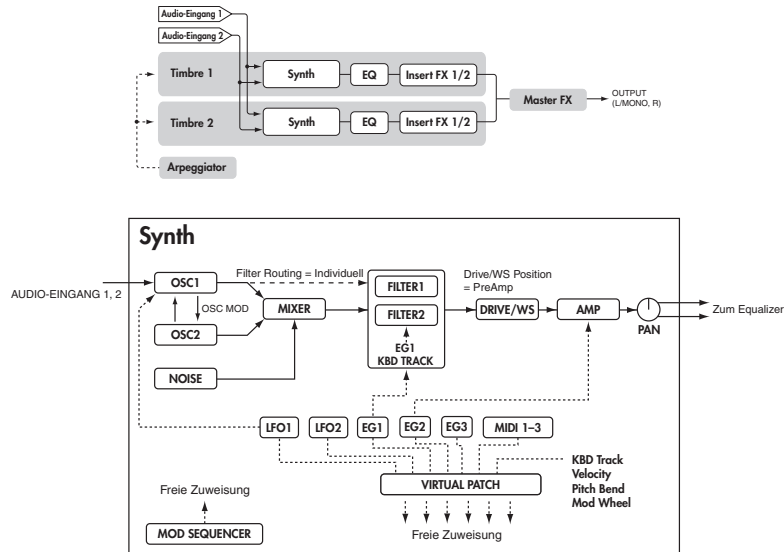 Audio-Eingang 1
Audio-Eingang 2
Timbre 1
Synth
EQ
Insert FX 1/2
Master FX
OUTPUT
(L/MONO, R)
Timbre 2
Synth
EQ
Insert FX 1/2
Arpeggiator
Synth
AUDIO-EINGANG 1, 2
OSC1
OSC MOD
OSC2
NOISE
Filter Routing = Individuell
MIXER
FILTER1
FILTER2
EG1
KBD TRACK
Drive/WS Position
= PreAmp
DRIVE/WS
AMP
PAN
Zum Equalizer
LFO1
LFO2
EG1
EG2
EG3
MIDI 1–3
VIRTUAL PATCH
KBD Track
Velocity
Pitch Bend
Mod Wheel
Freie Zuweisung
MOD SEQUENCER
Freie Zuweisung